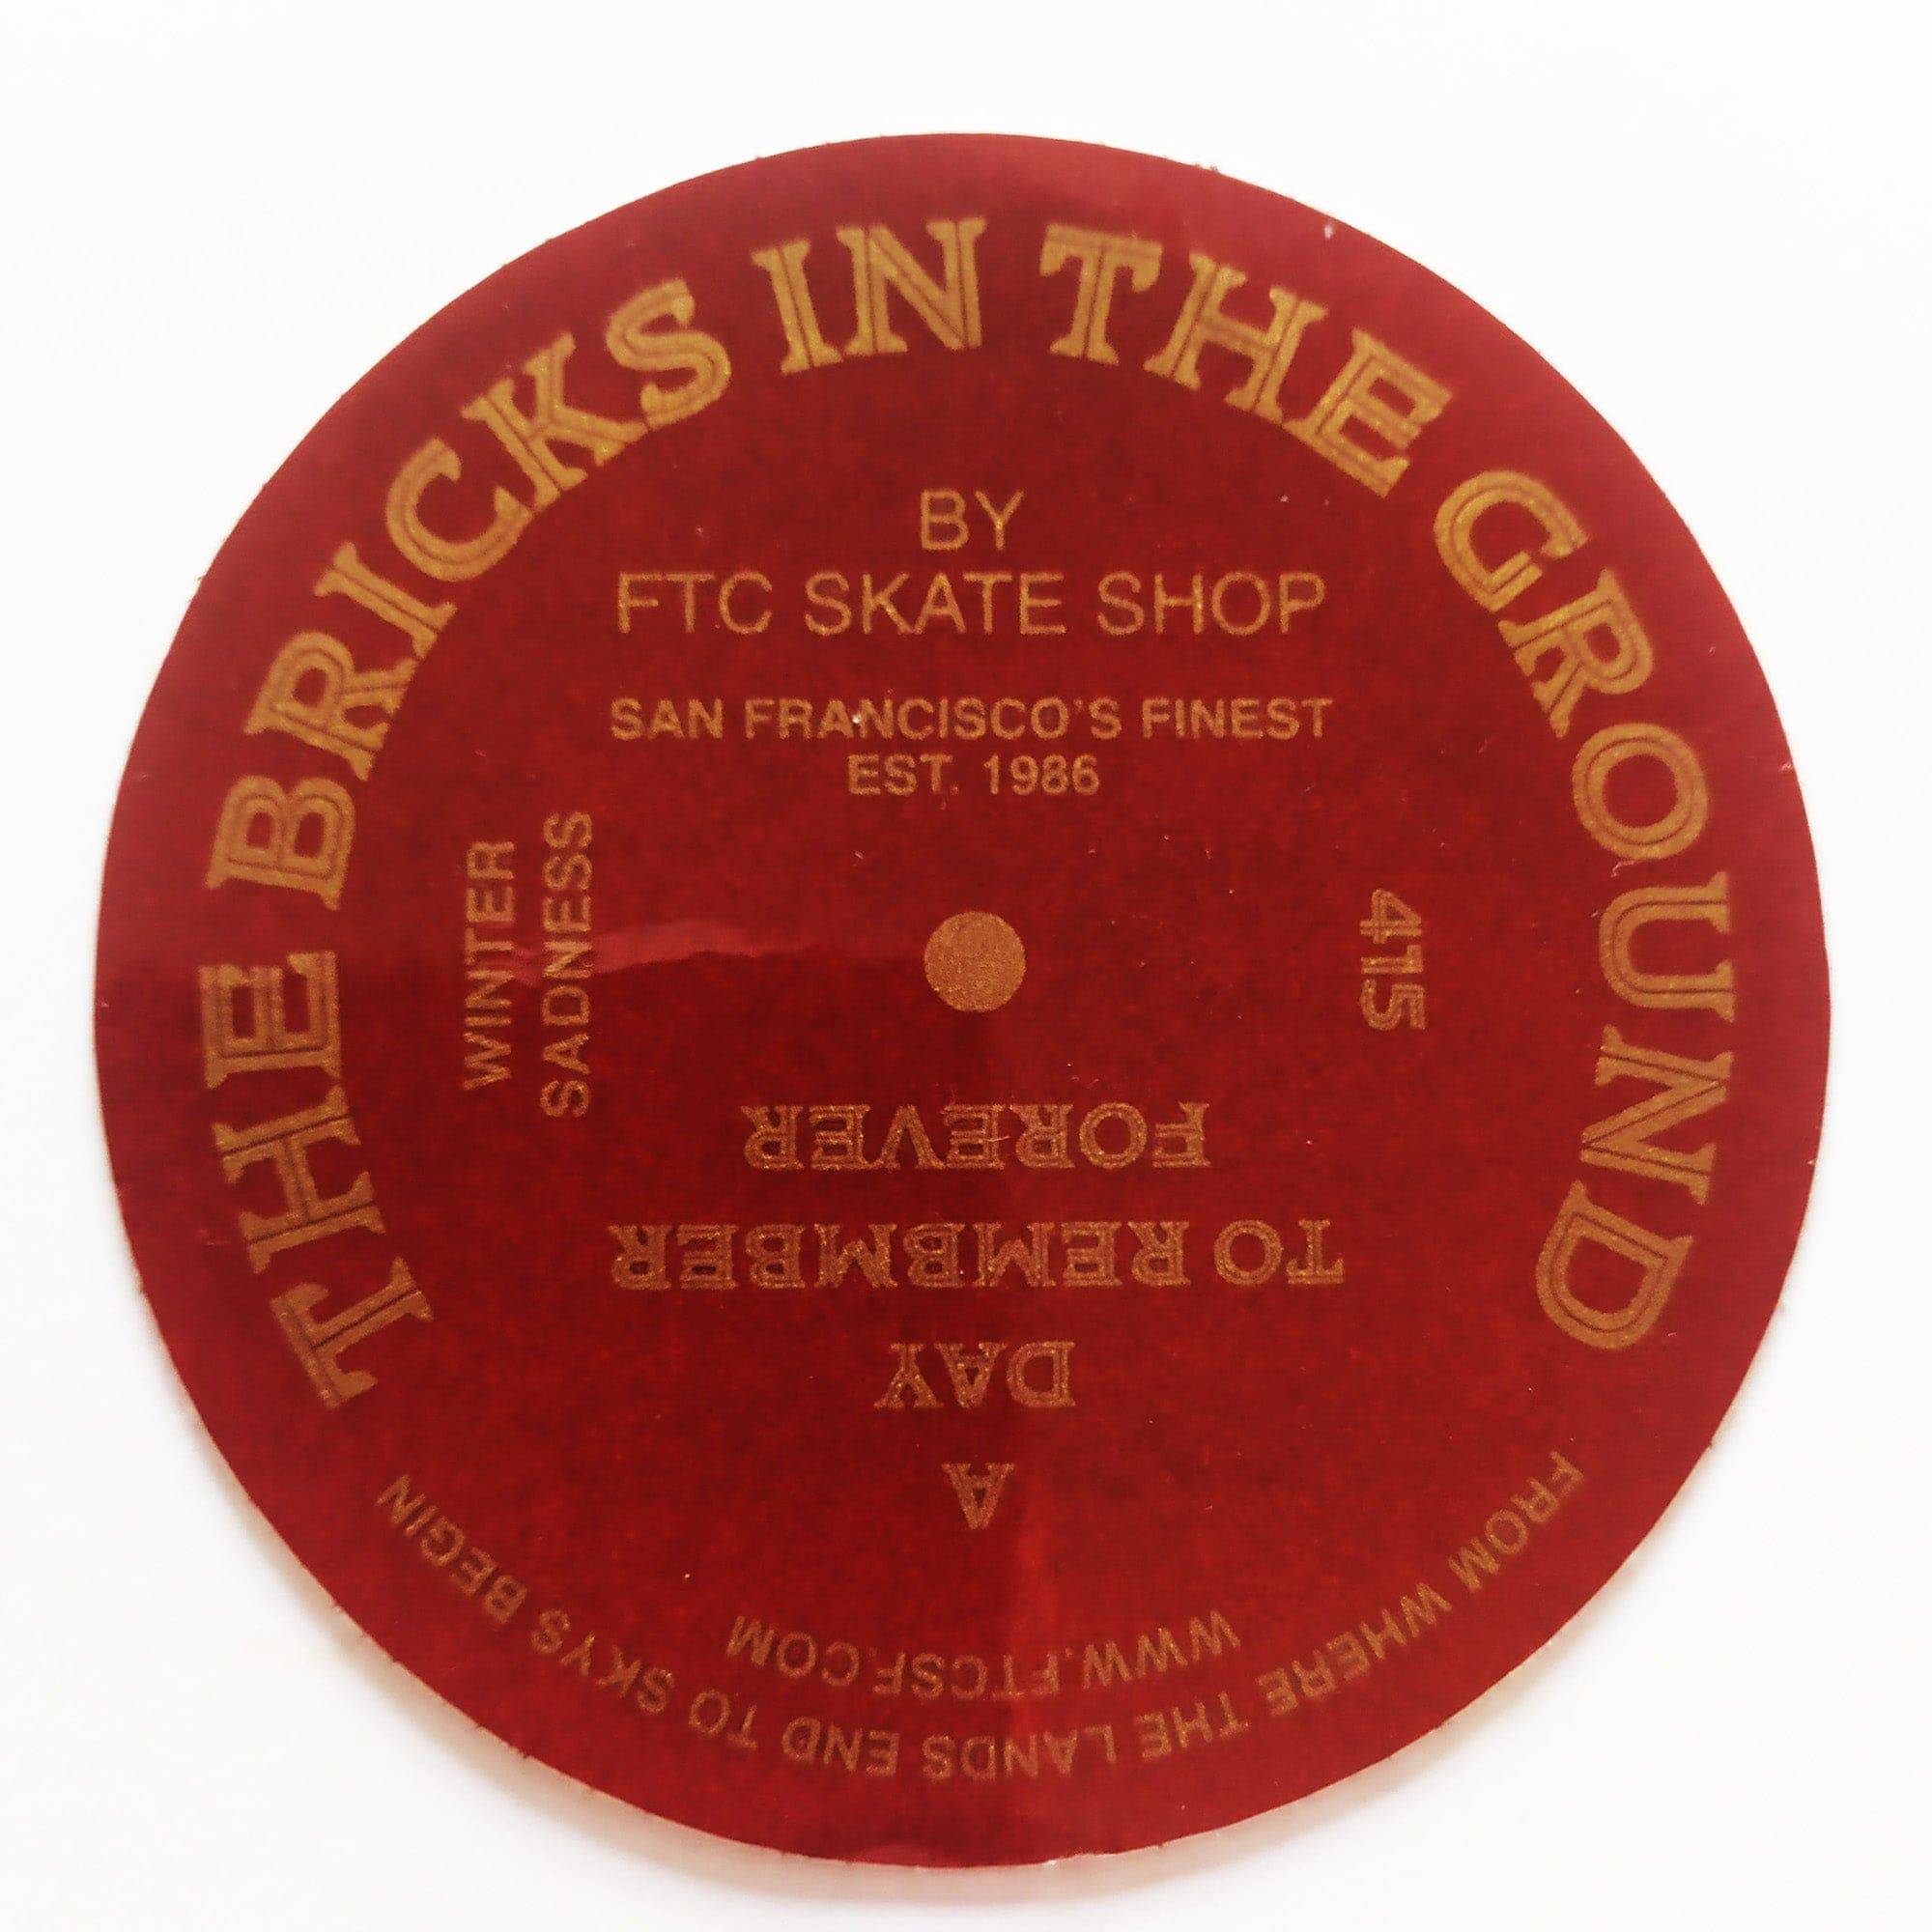 THE BRICKS IN THE GROUND
BY
FTC SKATE SHOP
SAN FRANCISCO'S FINEST
EST. 1986
WINTER
SADNESS
415
A
DAY
TO REMBMBER
FOREVER
WWW.FTCSF.COM
FROM WHERE THE LANDS END TO SKYS BEGIN